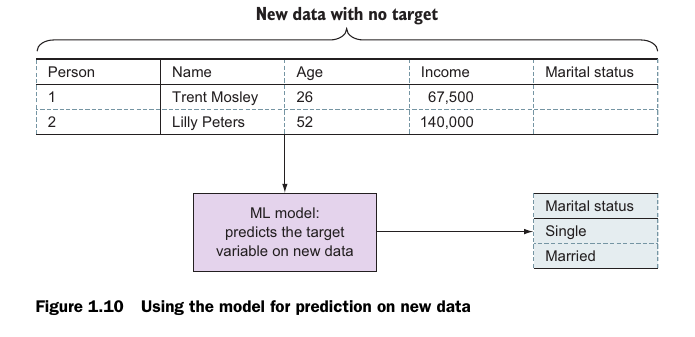 New data with no target
Person Name Age Income Marital status
1 Trent Mosley 26 67,500
2 Lilly Peters 52 140,000
ML model:
predicts the target
variable on new data
Marital status
Single
Married
Figure 1.10 Using the model for prediction on new data